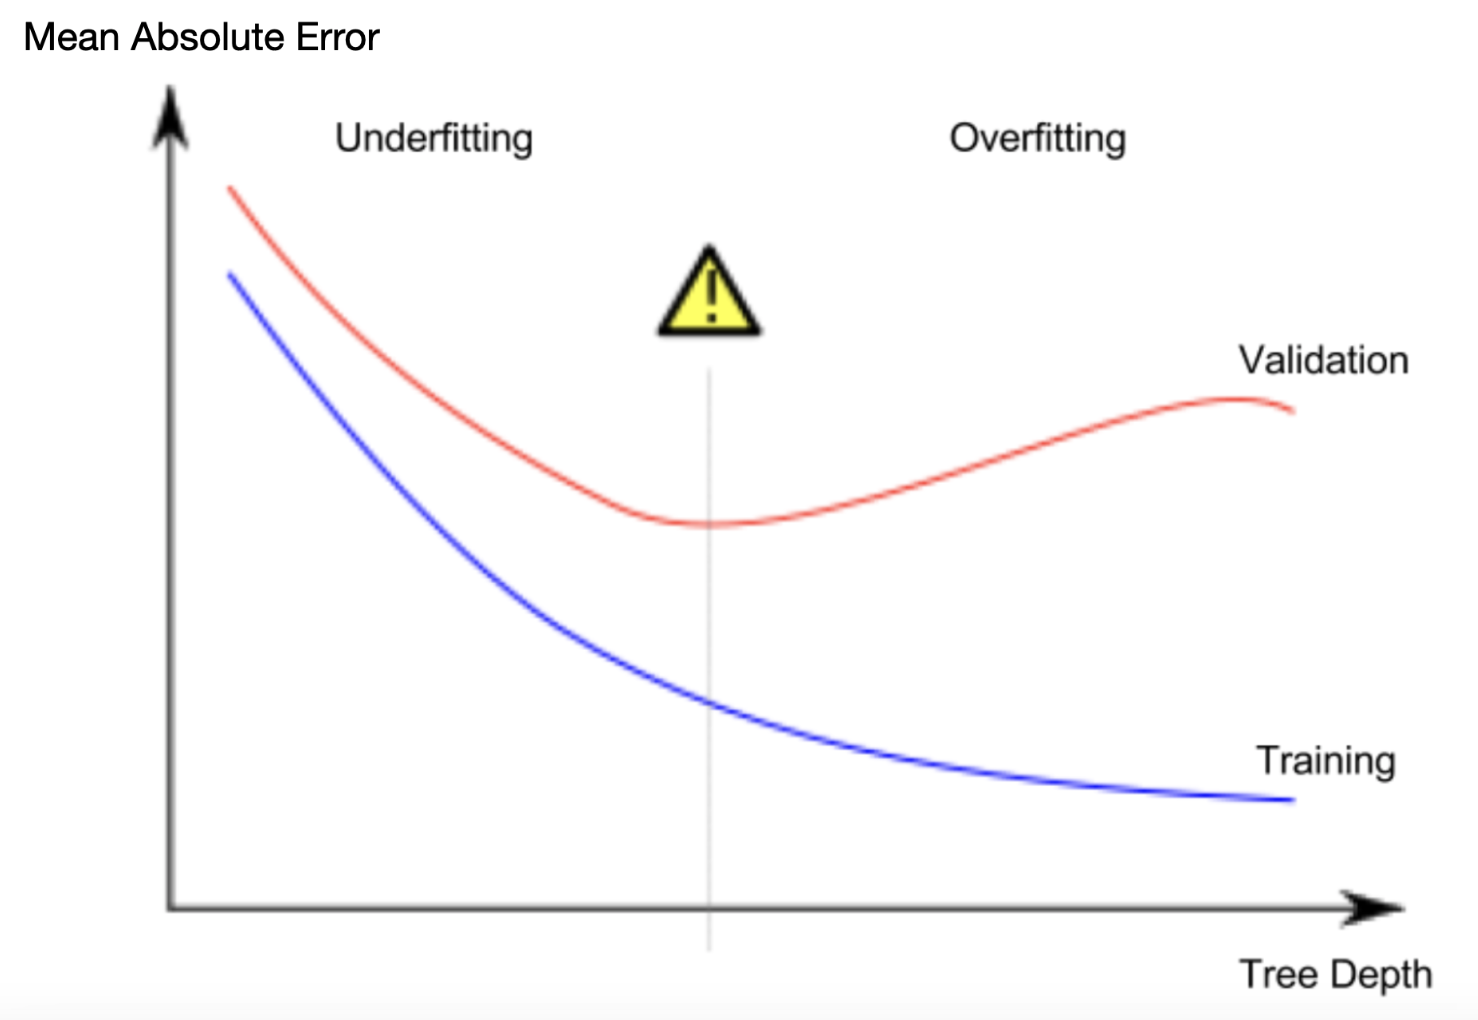 Mean Absolute Error
Underfitting
Overfitting
!
Validation
Training
Tree Depth